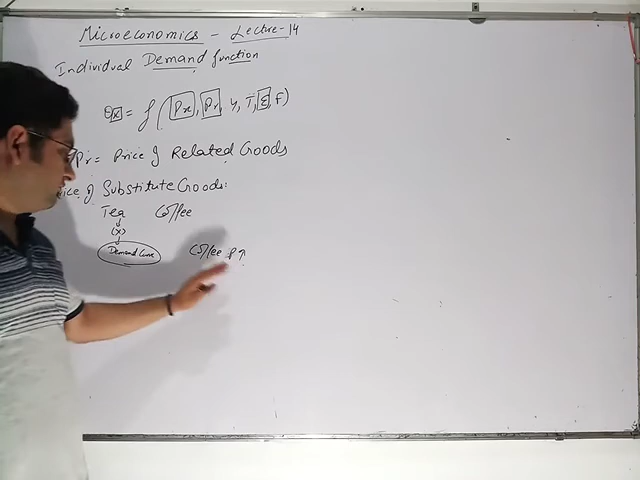 Microeconomics - Lecture-14
Individual Demand function
Qx = f (Px, Pr, Y, T, E, F)
Pr = Price of Related Goods
Price of Substitute Goods:
Tea Coffee
(x)
Demand Curve Coffee P↑